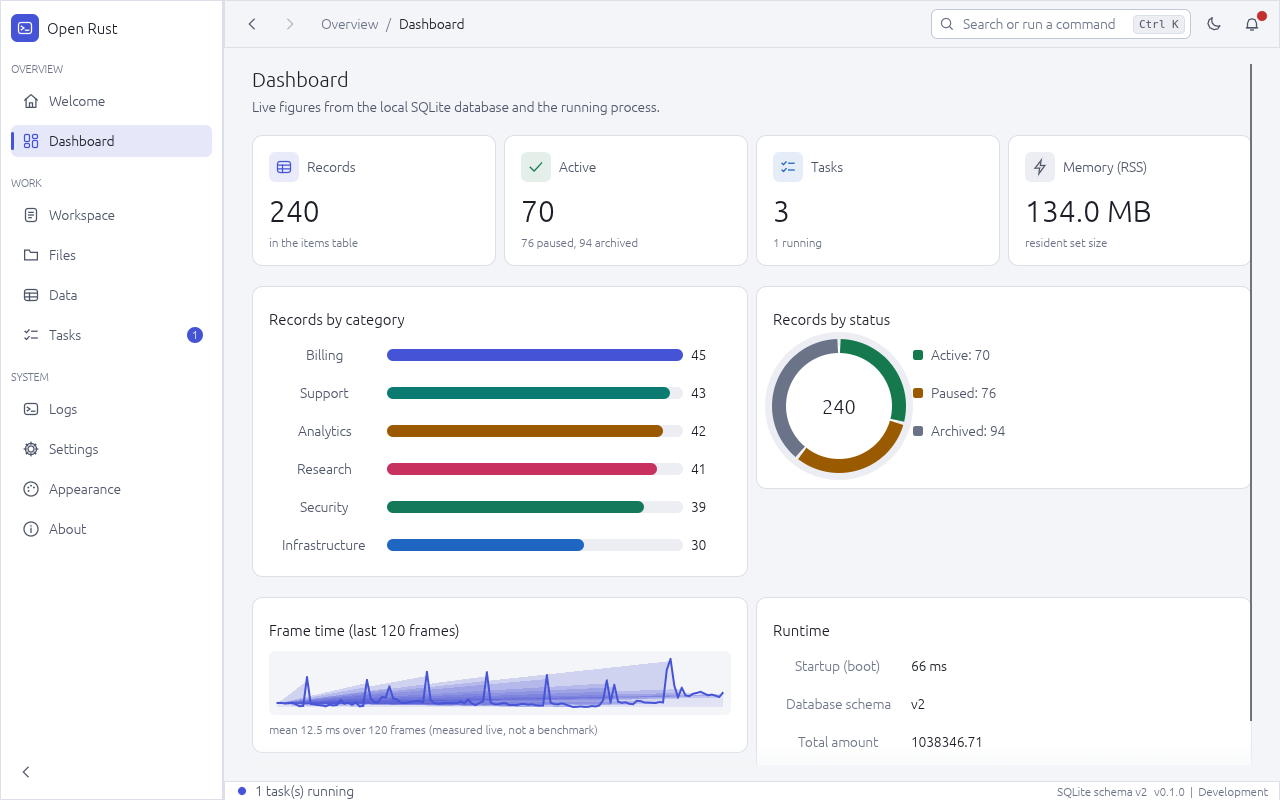 Open Rust
OVERVIEW
Welcome
Dashboard
WORK
Workspace
Files
Data
Tasks 1
SYSTEM
Logs
Settings
Appearance
About
Overview / Dashboard
Search or run a command Ctrl K
Dashboard
Live figures from the local SQLite database and the running process.
Records
240
in the items table
Active
70
76 paused, 94 archived
Tasks
3
1 running
Memory (RSS)
134.0 MB
resident set size
Records by category
Billing 45
Support 43
Analytics 42
Research 41
Security 39
Infrastructure 30
Records by status
240
Active: 70
Paused: 76
Archived: 94
Frame time (last 120 frames)
mean 12.5 ms over 120 frames (measured live, not a benchmark)
Runtime
Startup (boot) 66 ms
Database schema v2
Total amount 1038346.71
1 task(s) running
SQLite schema v2 v0.1.0 | Development